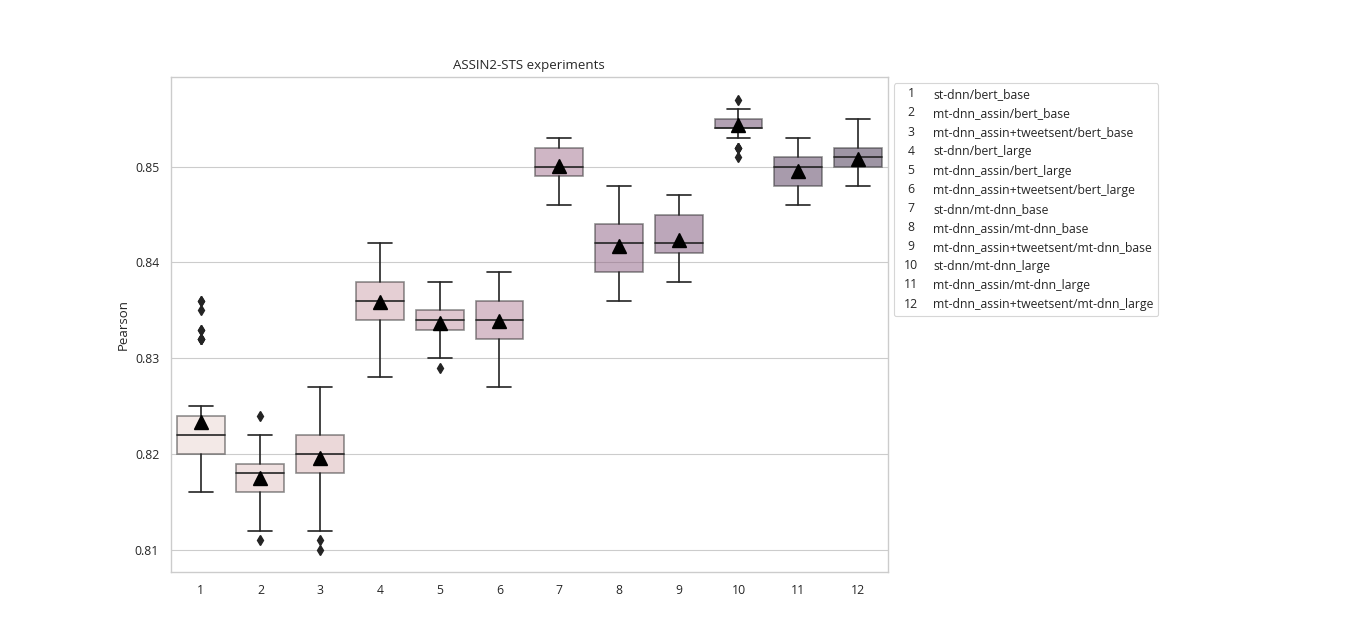 ASSIN2-STS experiments
Pearson
0.85
0.84
0.83
0.82
0.81
1 2 3 4 5 6 7 8 9 10 11 12
1 st-dnn/bert_base
2 mt-dnn_assin/bert_base
3 mt-dnn_assin+tweetsent/bert_base
4 st-dnn/bert_large
5 mt-dnn_assin/bert_large
6 mt-dnn_assin+tweetsent/bert_large
7 st-dnn/mt-dnn_base
8 mt-dnn_assin/mt-dnn_base
9 mt-dnn_assin+tweetsent/mt-dnn_base
10 st-dnn/mt-dnn_large
11 mt-dnn_assin/mt-dnn_large
12 mt-dnn_assin+tweetsent/mt-dnn_large